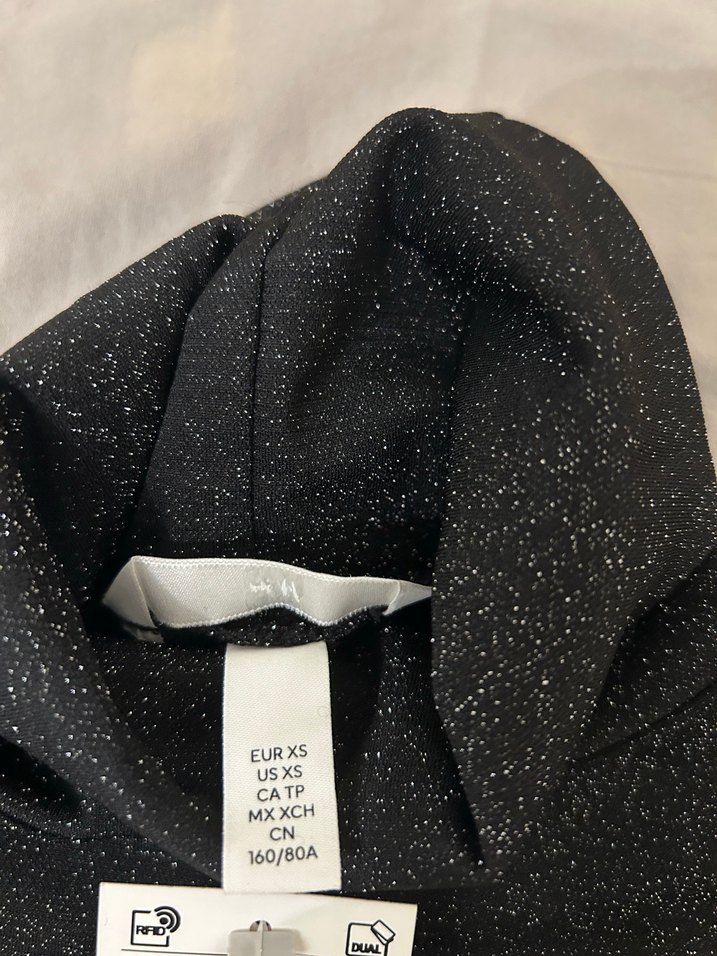 EUR XS
US XS
CA TP
MX XCH
CN
160/80A
RFID
DUAL